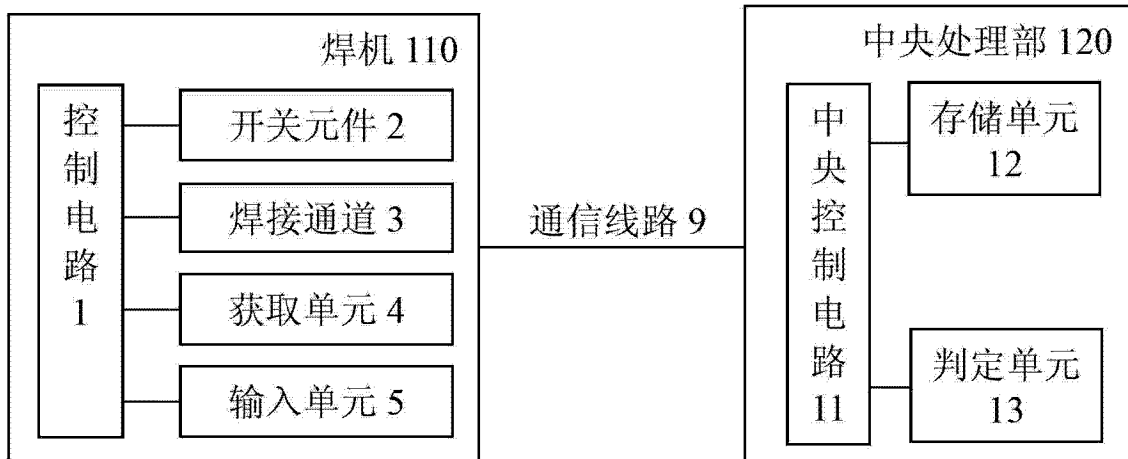 焊机 110
控制电路 1
开关元件 2
焊接通道 3
获取单元 4
输入单元 5
通信线路 9
中央处理部 120
中央控制电路 11
存储单元
12
判定单元
13